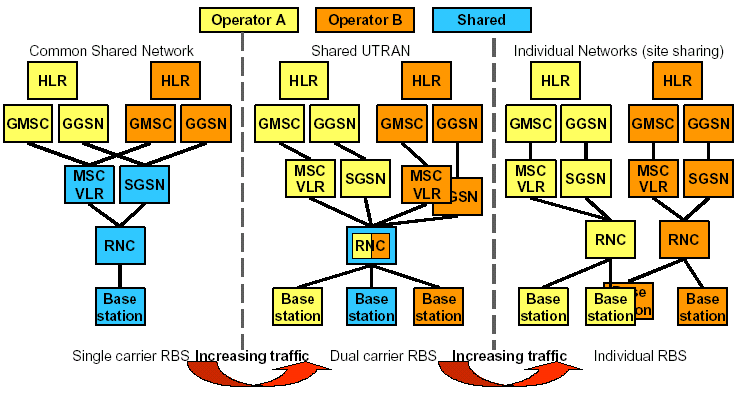 Operator A Operator B Shared
Common Shared Network Shared UTRAN Individual Networks (site sharing)
HLR HLR HLR HLR HLR HLR
GMSC GGSN GMSC GGSN GMSC GGSN GMSC GGSN GMSC GGSN GMSC GGSN
MSC VLR SGSN MSC VLR SGSN MSC VLR GSN MSC VLR SGSN MSC VLR SGSN
RNC RNC RNC RNC
Base station Base station Base station Base station Base station Base station se ion Base station
Single carrier RBS Increasing traffic Dual carrier RBS Increasing traffic Individual RBS